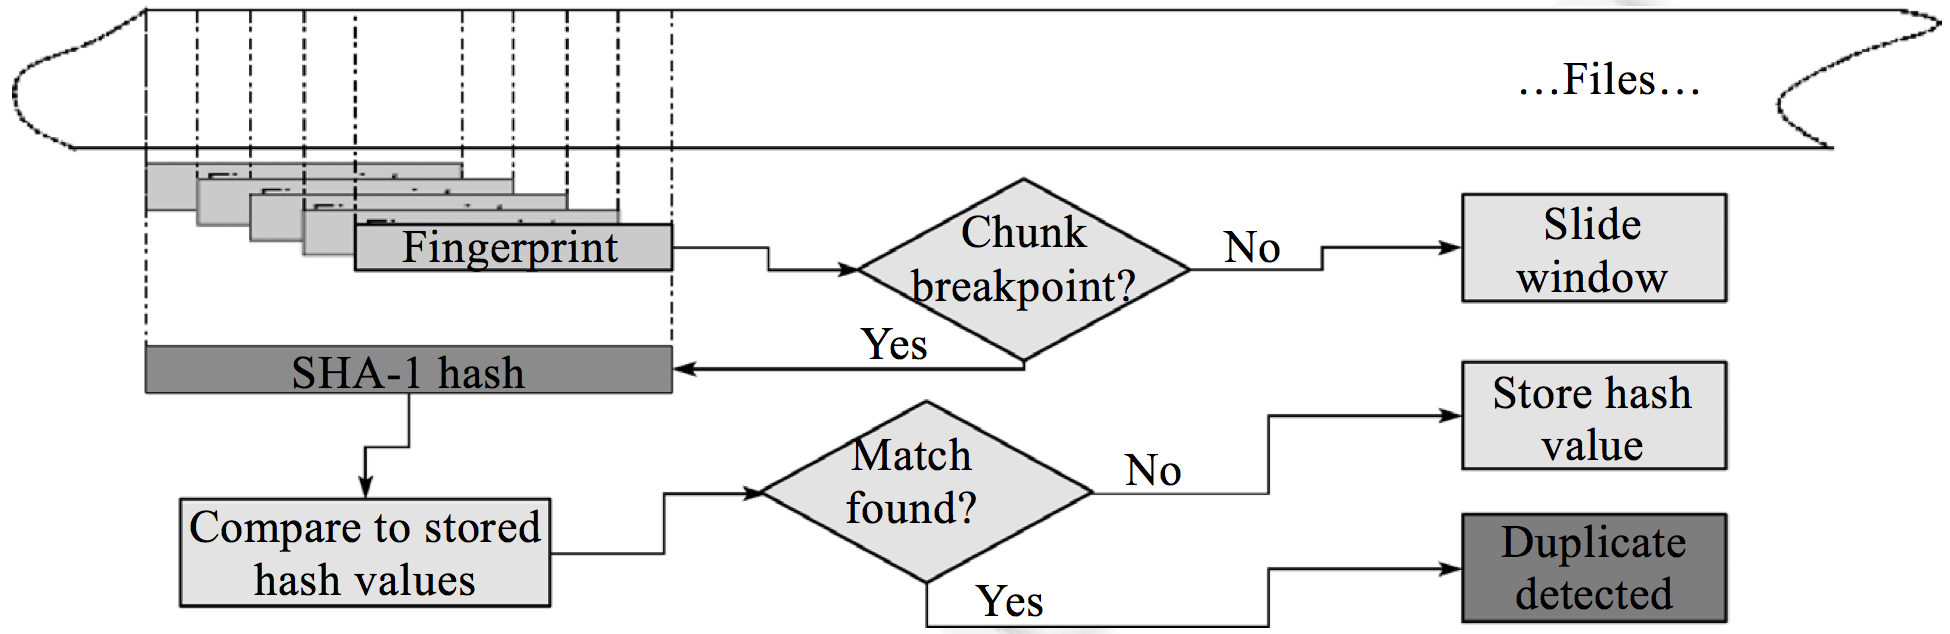 ...Files...
Fingerprint
Chunk
breakpoint?
No
Slide
window
Yes
SHA-1 hash
Store hash
value
Match
found?
No
Compare to stored
hash values
Duplicate
detected
Yes